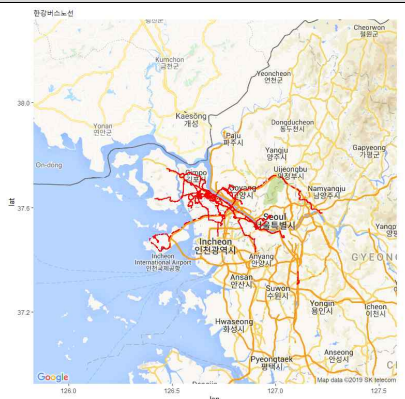 한강버스노선
Cheorwon
철원군
Kumchon
금천군
Yeoncheon
연천군
38.0
Kaesong
개성
Yonan
연안군
Dongducheon
동두천시
Paju
파주시
Gapyeong
가평군
Yangju
양주시
Uijeongbu
의정부시
On-dong
Gimpo
Goyang
Namyangju
남양주시
37.6
Seoul
서울특별시
Incheon
인천광역시
Incheon
International Airport
인천국제공항
Anyang
안양시
GYEONG
Ansan
안산시
Suwon
수원시
Yongin
용인시
Icheon
이천시
37.2
Hwaseong
화성시
Anseong
안성시
Pyeongtaek
평택시
Google
Map data ©2019 SK telecom
126.0
126.5
127.0
127.5
lat
lon